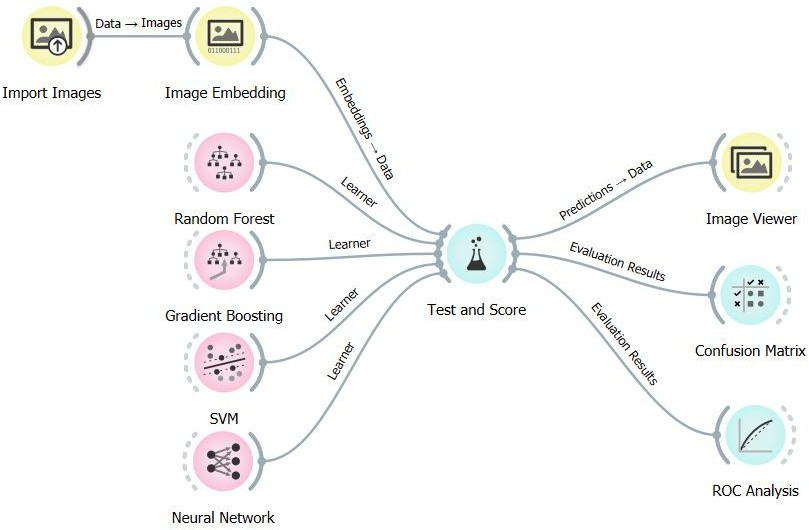 Data → Images
Import Images
011000111
Image Embedding
Embeddings → Data
Random Forest
Learner
Gradient Boosting
Learner
SVM
Learner
Neural Network
Learner
Test and Score
Predictions → Data
Image Viewer
Evaluation Results
Confusion Matrix
Evaluation Results
ROC Analysis